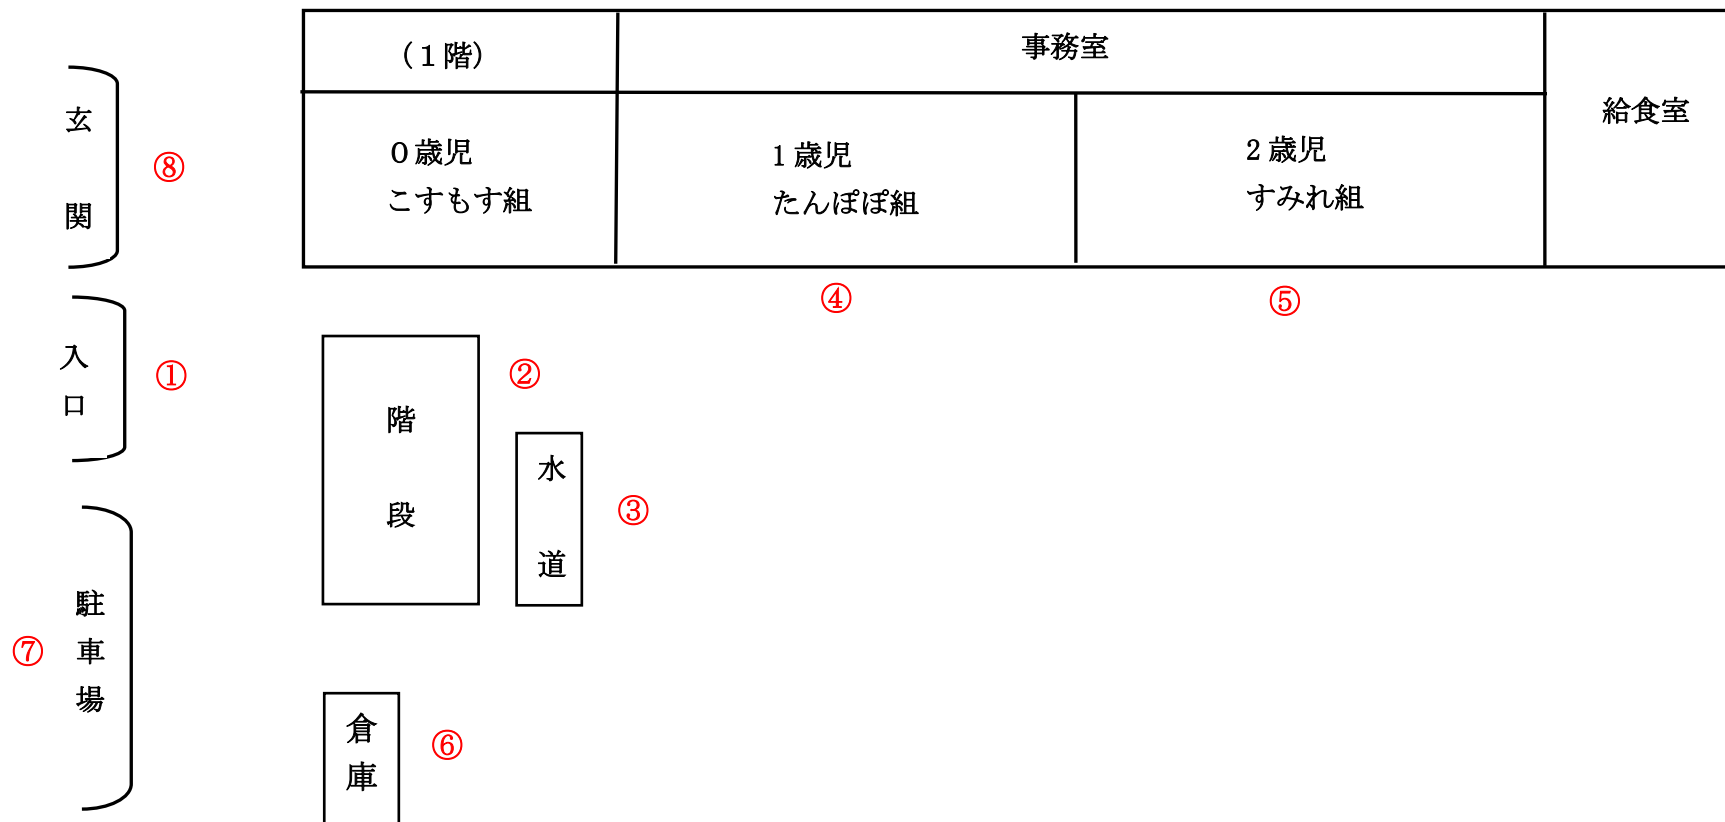 （１階）
事務室
給食室
玄関
⑧
０歳児
こすもす組
１歳児
たんぽぽ組
２歳児
すみれ組
④
⑤
入口
①
②
階段
水道
③
駐車場
⑦
倉庫
⑥